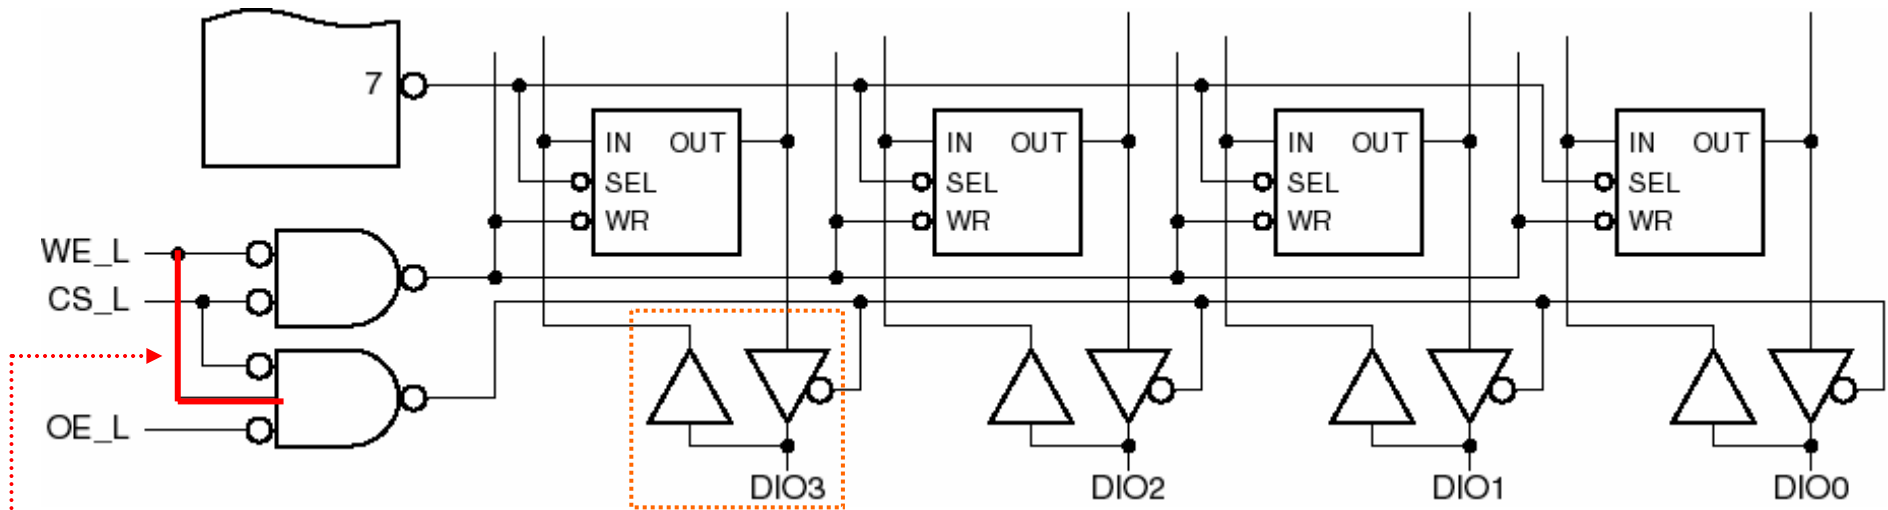 7
IN OUT IN OUT IN OUT IN OUT
SEL SEL SEL SEL
WR WR WR WR
WE_L
CS_L
OE_L
DIO3 DIO2 DIO1 DIO0